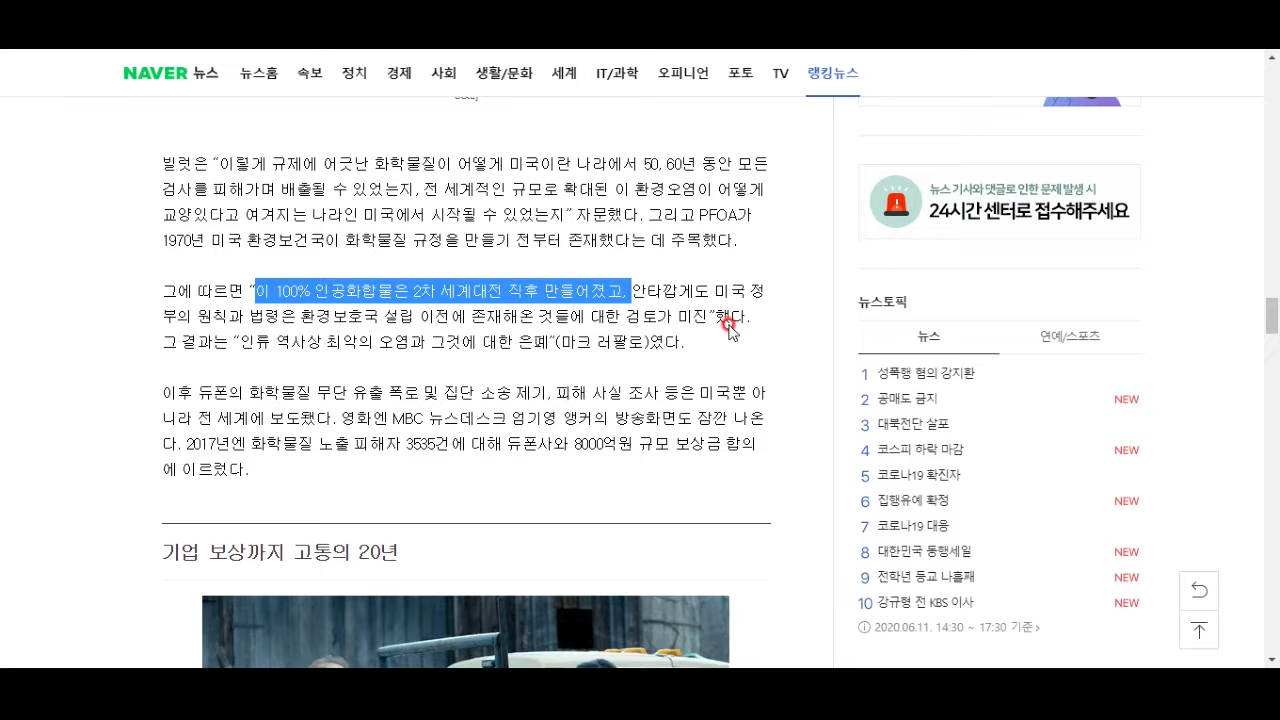 NAVER 뉴스 뉴스홈 속보 정치 경제 사회 생활/문화 세계 IT/과학 오피니언 포토 TV 랭킹뉴스
빌럿은 “이렇게 규제에 어긋난 화학물질이 어떻게 미국이란 나라에서 50, 60년 동안 모든
검사를 피해가며 배출될 수 있었는지, 전 세계적인 규모로 확대된 이 환경오염이 어떻게
교양있다고 여겨지는 나라인 미국에서 시작될 수 있었는지” 자문했다. 그리고 PFOA가
1970년 미국 환경보건국이 화학물질 규정을 만들기 전부터 존재했다는 데 주목했다.
그에 따르면 “이 100% 인공화합물은 2차 세계대전 직후 만들어졌고, 안타깝게도 미국 정
부의 원칙과 법령은 환경보호국 설립 이전에 존재해온 것들에 대한 검토가 미진”했다.
그 결과는 “인류 역사상 최악의 오염과 그것에 대한 은폐”(마크 러팔로)였다.
이후 듀폰의 화학물질 무단 유출 폭로 및 집단 소송 제기, 피해 사실 조사 등은 미국뿐 아
니라 전 세계에 보도됐다. 영화엔 MBC 뉴스데스크 엄기영 앵커의 방송화면도 잠깐 나온
다. 2017년엔 화학물질 노출 피해자 3535건에 대해 듀폰사와 8000억원 규모 보상금 합의
에 이르렀다.
기업 보상까지 고통의 20년
뉴스 기사와 댓글로 인한 문제 발생 시
24시간 센터로 접수해주세요
뉴스토픽
뉴스 연예/스포츠
1 성폭행 혐의 강지환
2 공매도 금지 NEW
3 대북전단 살포
4 코스피 하락 마감 NEW
5 코로나19 확진자
6 집행유예 확정 NEW
7 코로나19 대응
8 대한민국 동행세일 NEW
9 전학년 등교 나흘째 NEW
10 강규형 전 KBS 이사 NEW
2020.06.11. 14:30 ~ 17:30 기준 ›